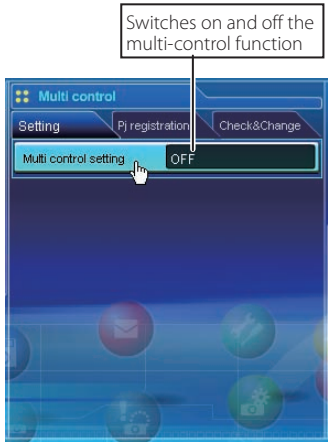 Switches on and off the
multi-control function
Multi control
Setting Pj registration Check&Change
Multi control setting OFF